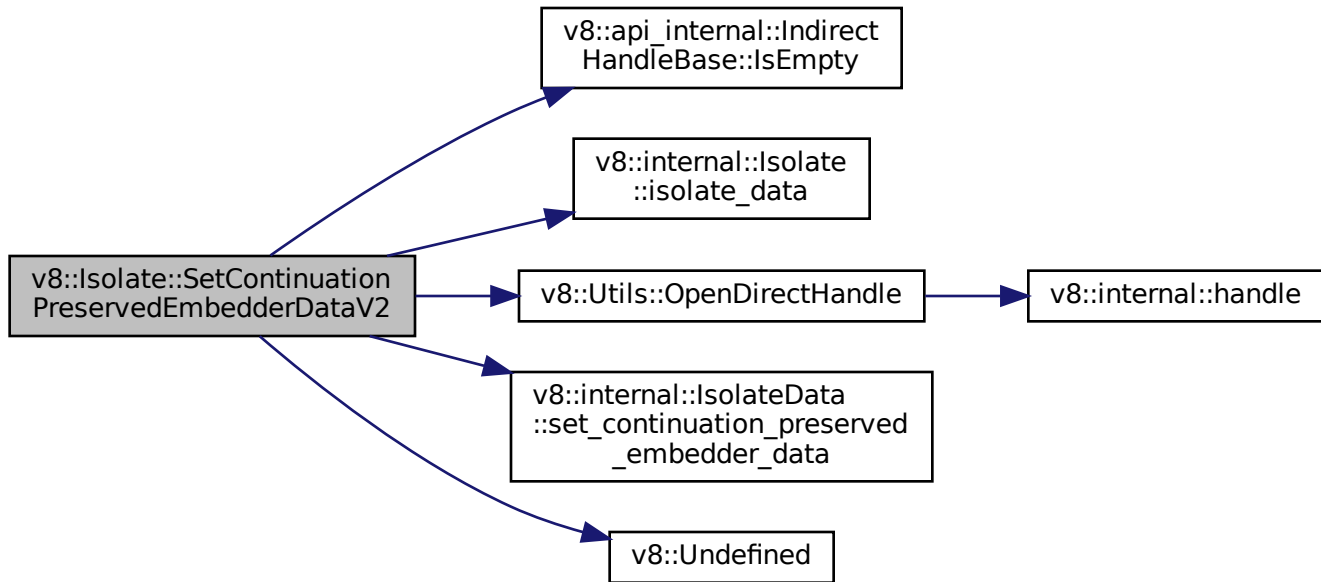 v8::api_internal::Indirect
HandleBase::IsEmpty
v8::internal::Isolate
::isolate_data
v8::Isolate::SetContinuation
PreservedEmbedderDataV2
v8::Utils::OpenDirectHandle
v8::internal::handle
v8::internal::IsolateData
::set_continuation_preserved
_embedder_data
v8::Undefined